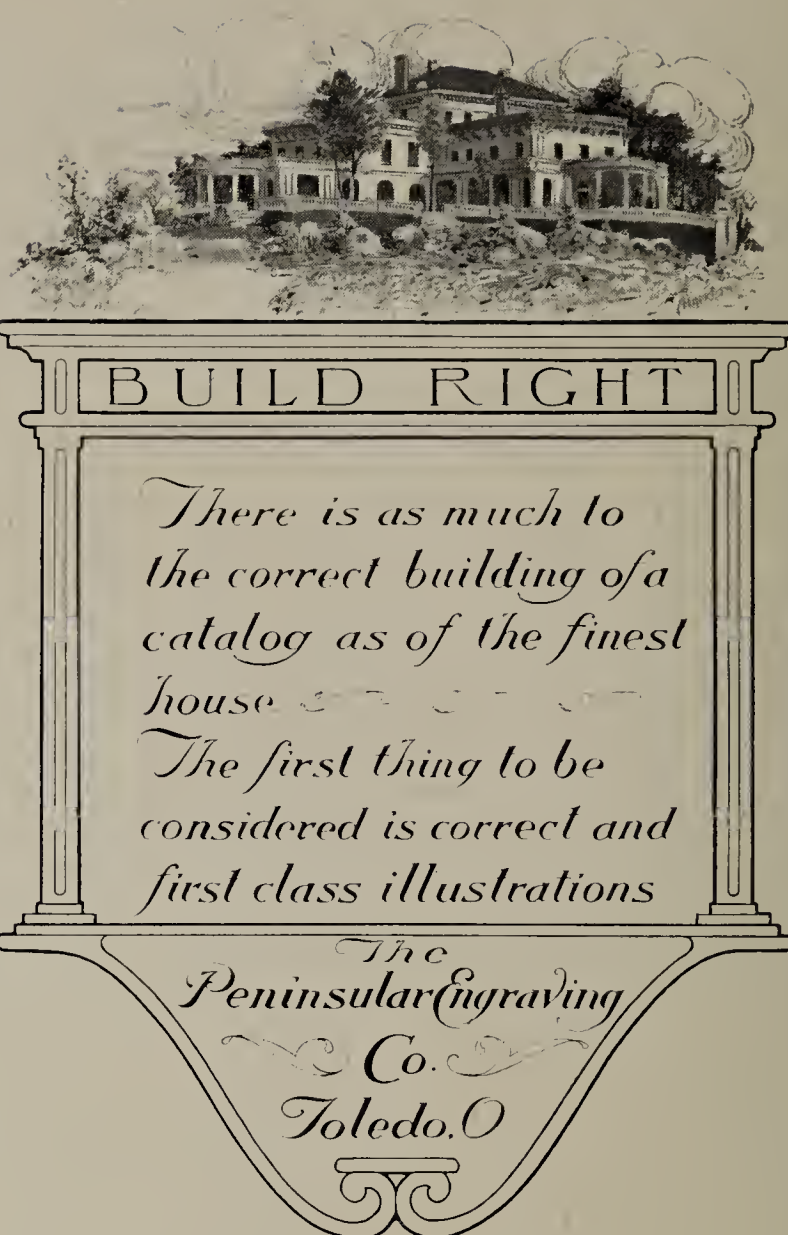 BUILD RIGHT
There is as much to
the correct building of a
catalog as of the finest
house
The first thing to be
considered is correct and
first class illustrations
The
Peninsular Engraving
Co.
Toledo. O